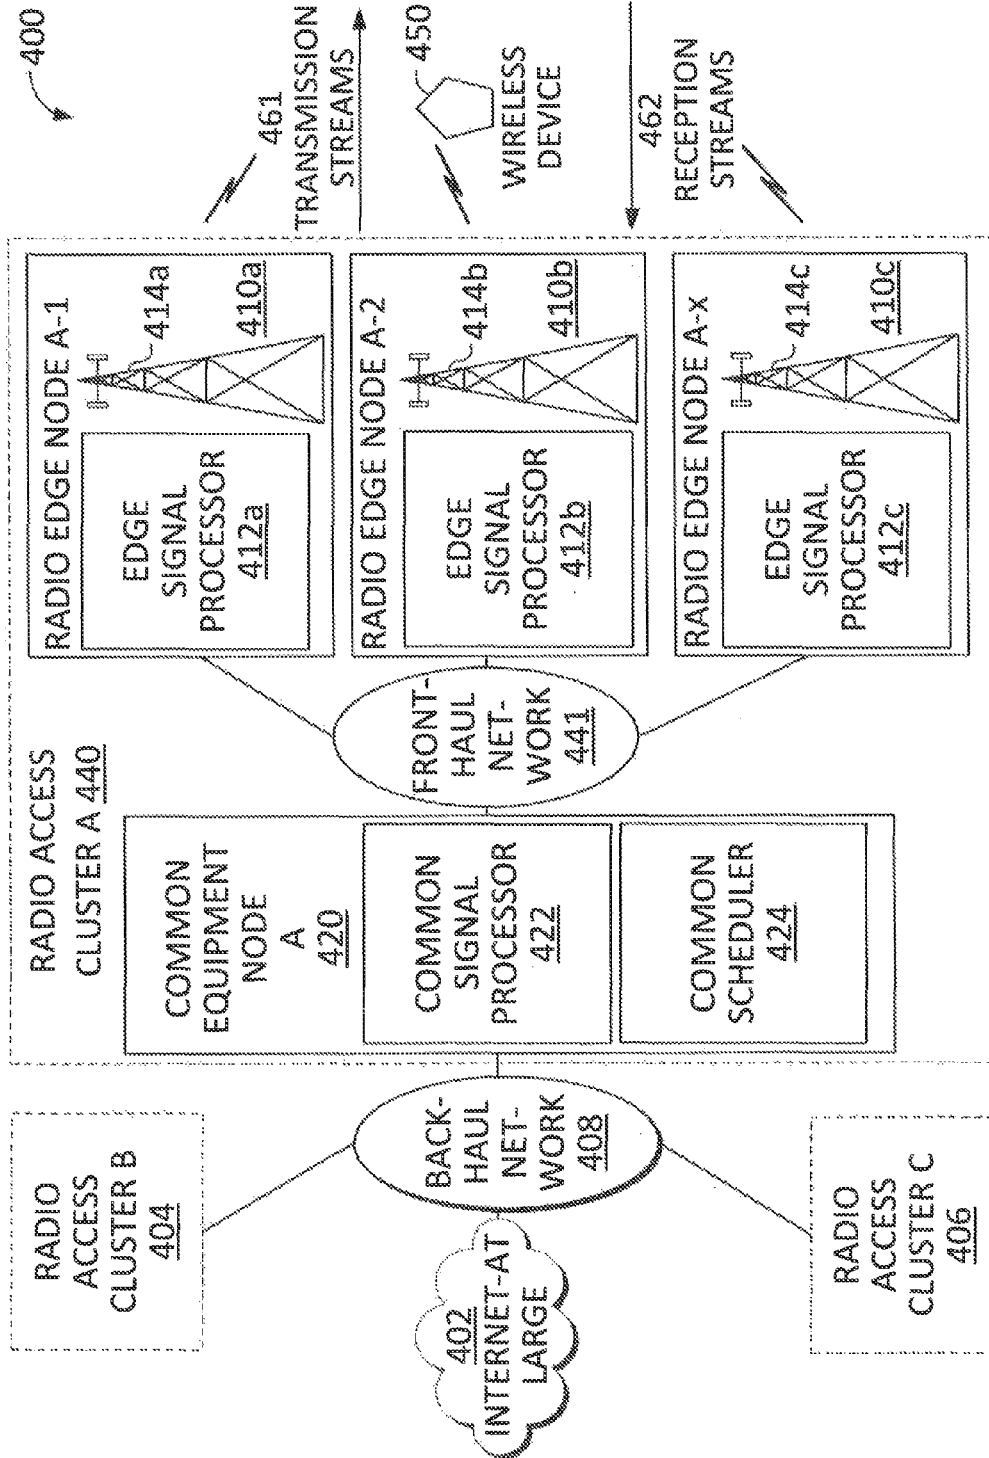 400
RADIO
ACCESS
CLUSTER B
404
RADIO ACCESS
CLUSTER A 440
RADIO EDGE NODE A-1
EDGE
SIGNAL
PROCESSOR
412a
414a
410a
461
TRANSMISSION
STREAMS
COMMON
EQUIPMENT
NODE
A
420
COMMON
SIGNAL
PROCESSOR
422
COMMON
SCHEDULER
424
402
INTERNET-AT
LARGE
BACK-
HAUL
NET-
WORK
408
FRONT-
HAUL
NET-
WORK
441
RADIO EDGE NODE A-2
EDGE
SIGNAL
PROCESSOR
412b
414b
410b
450
WIRELESS
DEVICE
RADIO
ACCESS
CLUSTER C
406
RADIO EDGE NODE A-x
EDGE
SIGNAL
PROCESSOR
412c
414c
410c
462
RECEPTION
STREAMS